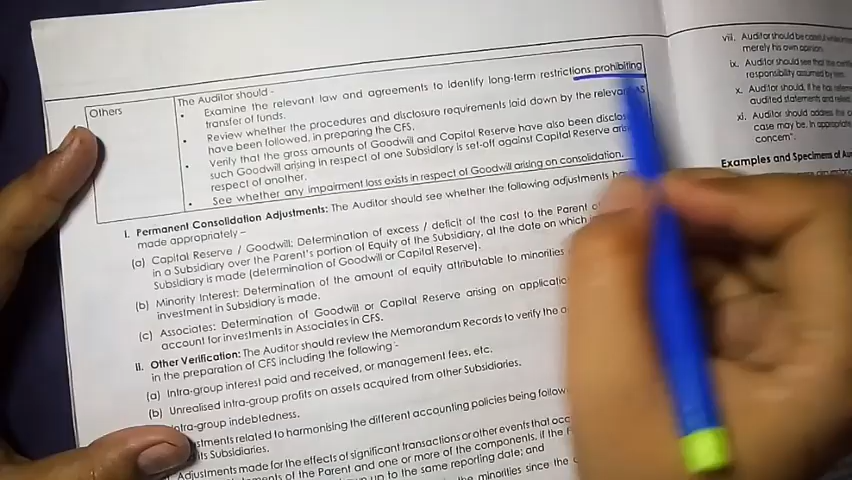 Others
The Auditor should -
• Examine the relevant law and agreements to identify long-term restrictions prohibiting
transfer of funds.
• Review whether the procedures and disclosure requirements laid down by the relevant AS
have been followed, in preparing the CFS.
• Verify that the gross amounts of Goodwill and Capital Reserve have also been
such Goodwill arising in respect of one Subsidiary is set-off against Capital Reserve
respect of another.
• See whether any impairment loss exists in respect of Goodwill arising on consolidation.
I. Permanent Consolidation Adjustments: The Auditor should see whether the following adjustments
made appropriately –
(a) Capital Reserve / Goodwill: Determination of excess / deficit of the cost to the Parent
in a Subsidiary over the Parent's portion of Equity of the Subsidiary, at the date on which
Subsidiary is made (determination of Goodwill or Capital Reserve).
(b) Minority Interest: Determination of the amount of equity attributable to minorities
investment in Subsidiary is made.
(c) Associates: Determination of Goodwill or Capital Reserve arising on
account for investments in Associates in CFS.
II. Other Verification: The Auditor should review the Memorandum Records to verify the
in the preparation of CFS including the following:-
(a) Intra-group interest paid and received, or management fees, etc.
(b) Unrealised intra-group profits on assets acquired from other Subsidiaries.
Intra-group indebtedness.
related to harmonising the different accounting policies being
Subsidiaries.
Adjustments made for the effects of significant transactions or other events that
of the Parent and one or more of the components, if the
up to the same reporting date; and
the minorities since the
viii. Auditor should be careful
merely his own opinion.
ix. Auditor should see that the
responsibility assumed by
x. Auditor should, if he has
audited statements and
xi. Auditor should address the
case may be. In appropriate
concern".
Examples and Specimens of